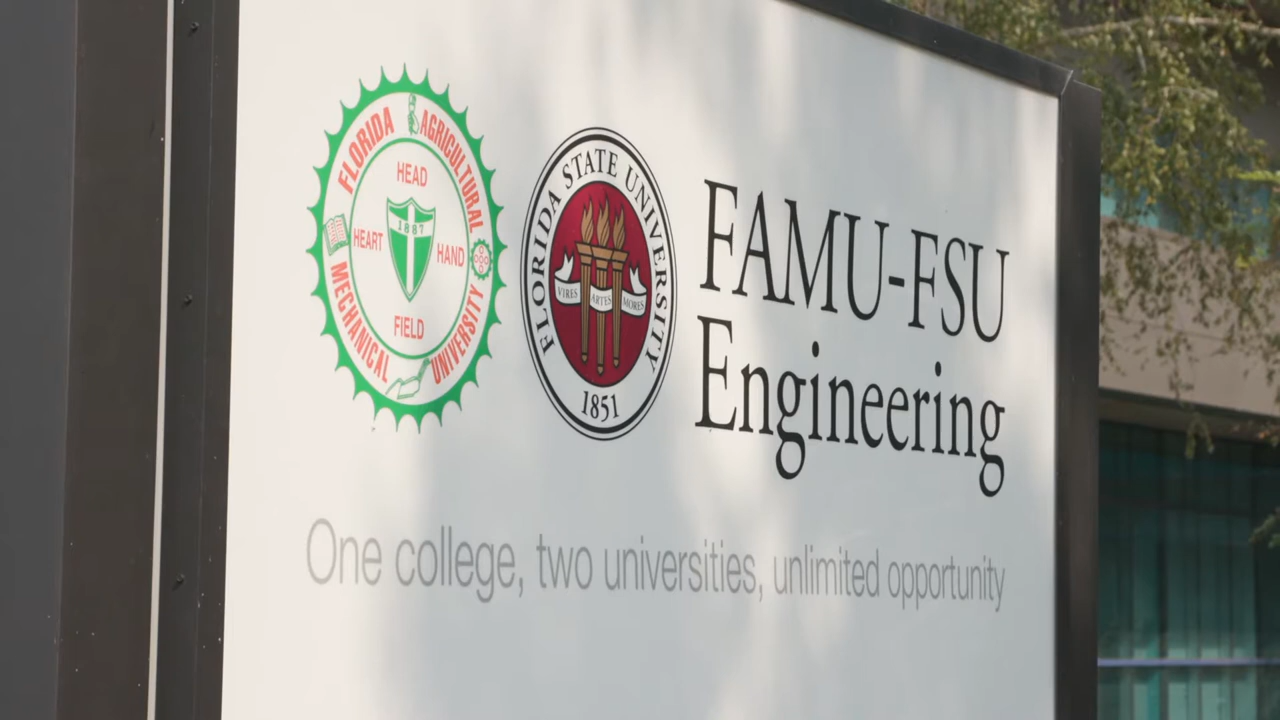 FLORIDA AGRICULTURAL
MECHANICAL UNIVERSITY
HEAD
HEART
1887
HAND
FIELD
FLORIDA STATE UNIVERSITY
VIRES ARTES MORES
1851
FAMU-FSU
Engineering
One college, two universities, unlimited opportunity